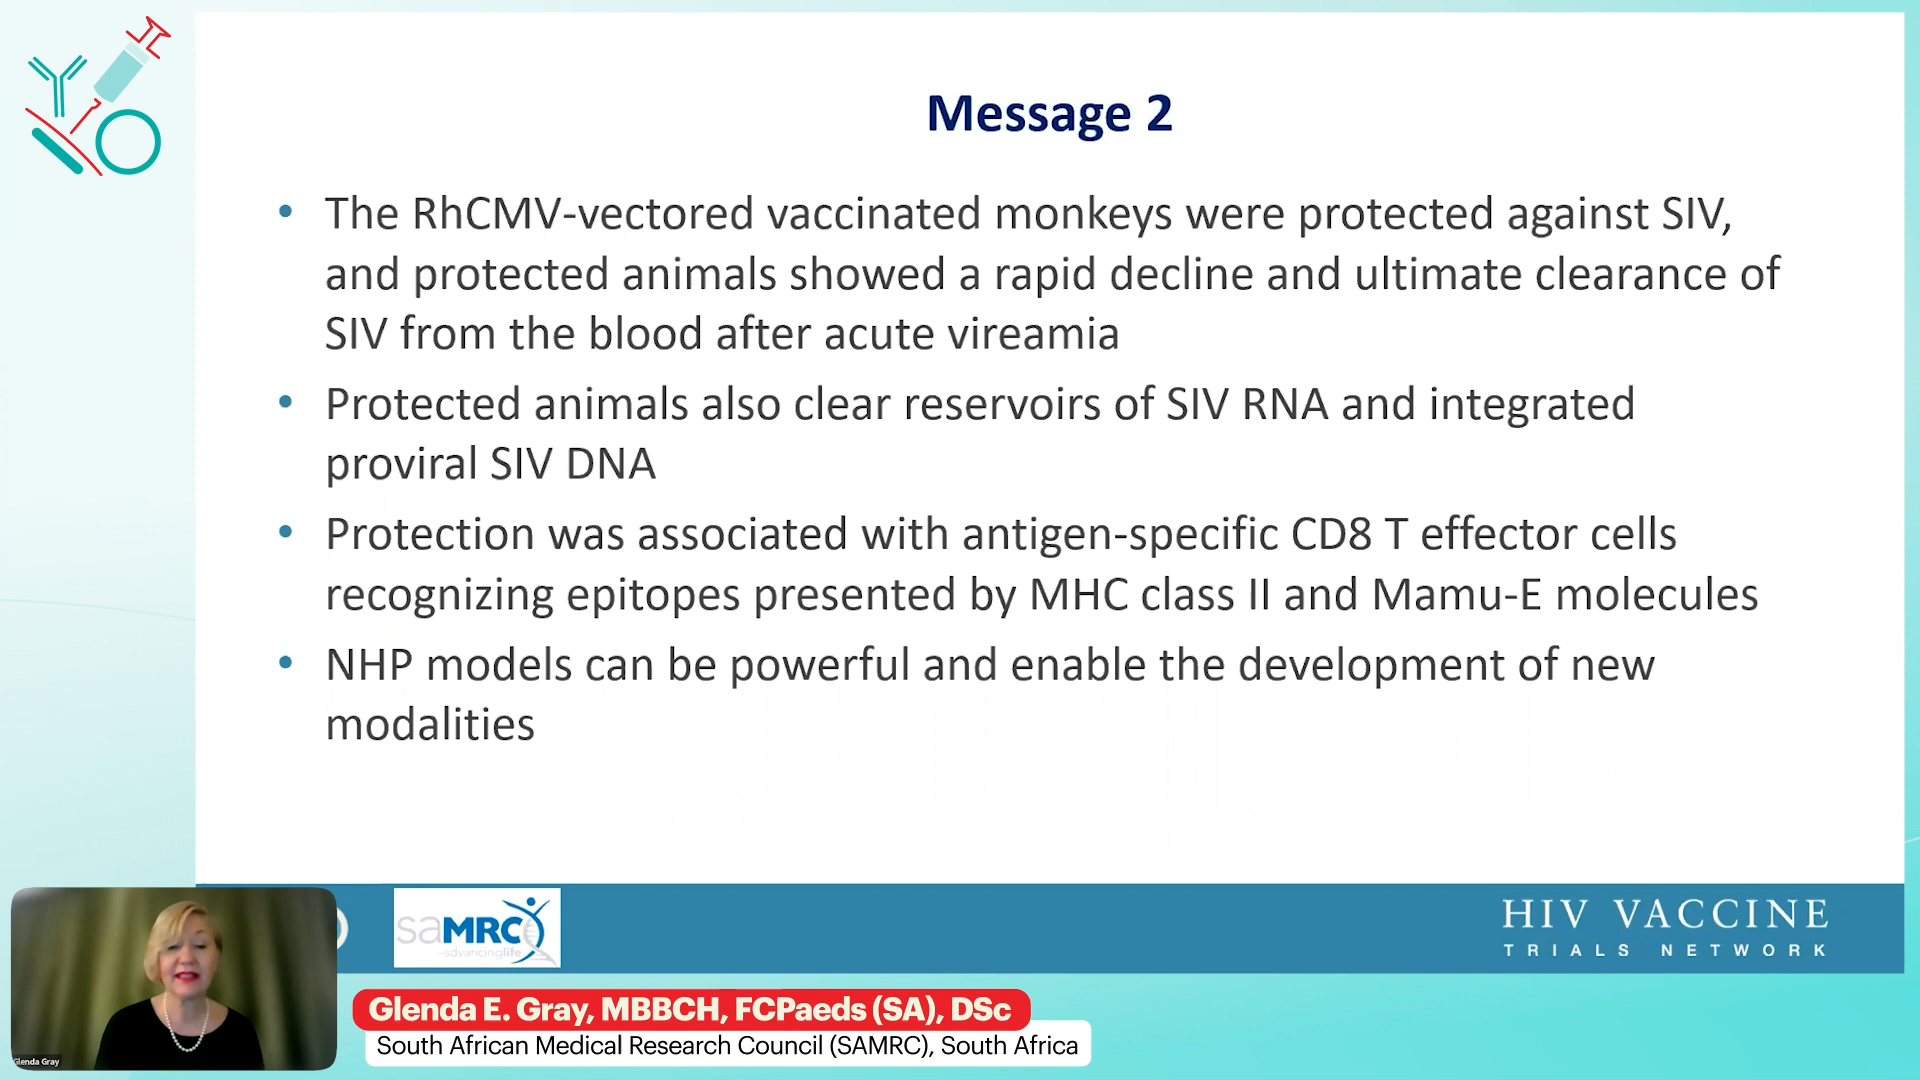 Message 2
• The RhCMV-vectored vaccinated monkeys were protected against SIV,
and protected animals showed a rapid decline and ultimate clearance of
SIV from the blood after acute vireamia
• Protected animals also clear reservoirs of SIV RNA and integrated
proviral SIV DNA
• Protection was associated with antigen-specific CD8 T effector cells
recognizing epitopes presented by MHC class II and Mamu-E molecules
• NHP models can be powerful and enable the development of new
modalities
saMRC
advancinglife
HIV VACCINE
TRIALS NETWORK
Glenda E. Gray, MBBCH, FCPaeds (SA), DSc
South African Medical Research Council (SAMRC), South Africa
Glenda Gray